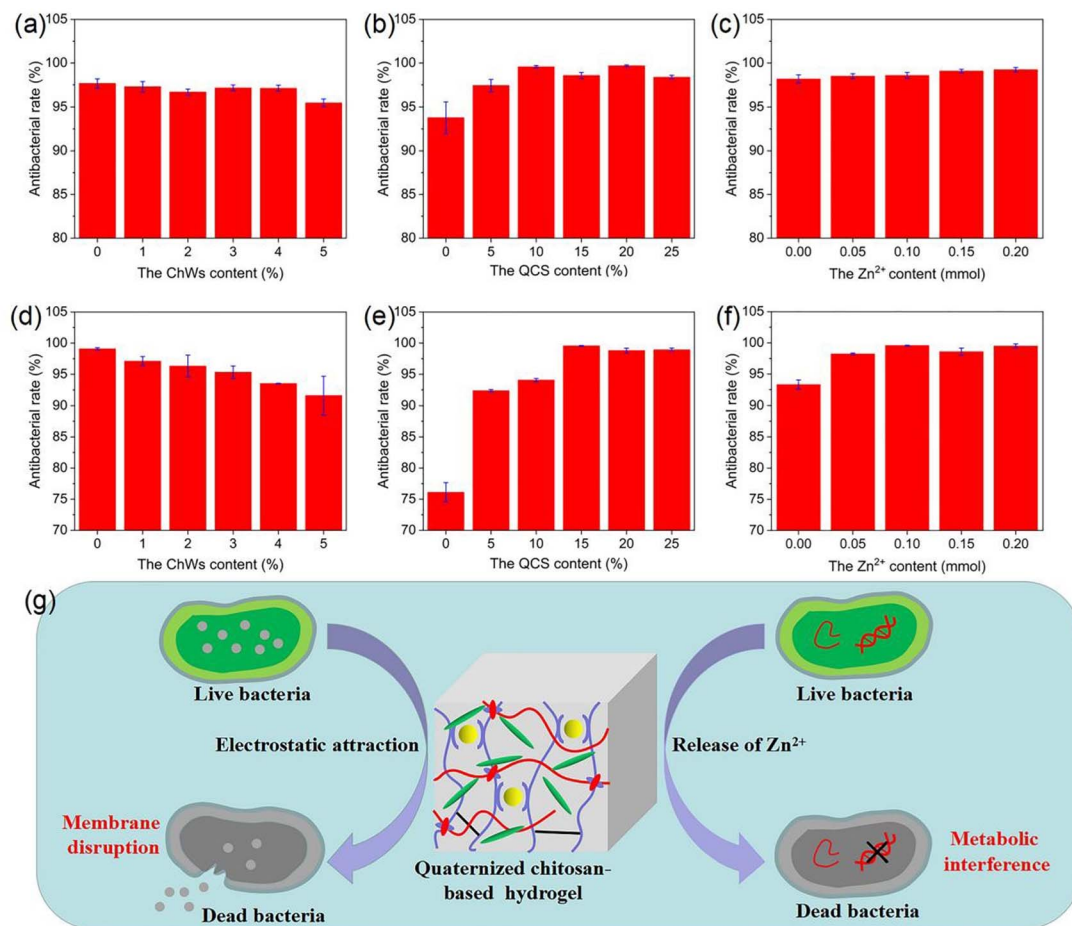 (a)
105
100
95
90
85
80
Antibacterial rate (%)
0 1 2 3 4 5
The ChWs content (%)
(b)
105
100
95
90
85
80
Antibacterial rate (%)
0 5 10 15 20 25
The QCS content (%)
(c)
105
100
95
90
85
80
Antibacterial rate (%)
0.00 0.05 0.10 0.15 0.20
The Zn²⁺ content (mmol)
(d)
105
100
95
90
85
80
75
70
Antibacterial rate (%)
0 1 2 3 4 5
The ChWs content (%)
(e)
105
100
95
90
85
80
75
70
Antibacterial rate (%)
0 5 10 15 20 25
The QCS content (%)
(f)
105
100
95
90
85
80
75
70
Antibacterial rate (%)
0.00 0.05 0.10 0.15 0.20
The Zn²⁺ content (mmol)
(g)
Live bacteria
Electrostatic attraction
Membrane
disruption
Dead bacteria
Quaternized chitosan-
based hydrogel
Live bacteria
Release of Zn²⁺
Metabolic
interference
Dead bacteria